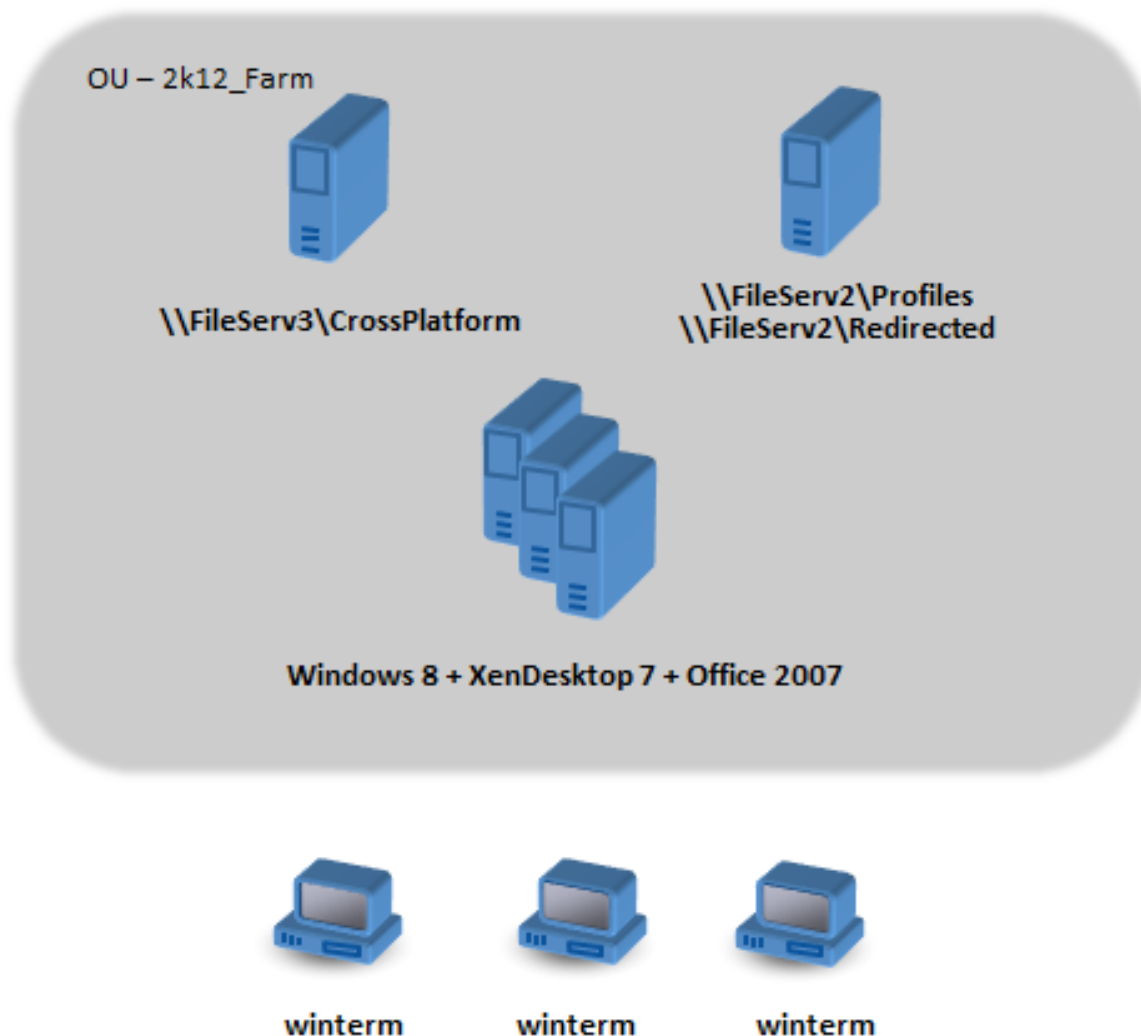 OU – 2k12_Farm
\\FileServ3\CrossPlatform
\\FileServ2\Profiles
\\FileServ2\Redirected
Windows 8 + XenDesktop 7 + Office 2007
winterm
winterm
winterm